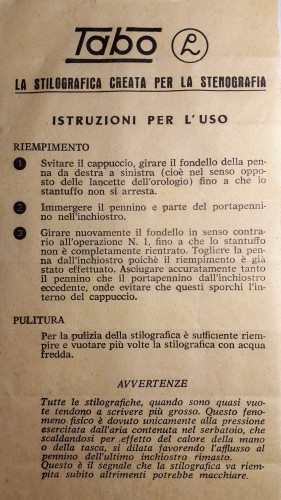 Tabo
LA STILOGRAFICA CREATA PER LA STENOGRAFIA
ISTRUZIONI PER L'USO
RIEMPIMENTO
1 Svitare il cappuccio, girare il fondello della pen-
na da destra a sinistra (cioè nel senso oppo-
sto delle lancette dell'orologio) fino a che lo
stantuffo non si arresta.
2 Immergere il pennino e parte del portapenni-
no nell'inchiostro.
3 Girare nuovamente il fondello in senso contra-
rio all'operazione N. 1, fino a che lo stantuffo
non è completamente rientrato. Togliere la pen-
na dall'inchiostro poichè il riempimento è già
stato effettuato. Asciugare accuratamente tanto
il pennino che il portapenino dall'inchiostro
eccedente, onde evitare che questi sporchi l'in-
terno del cappuccio.
PULITURA
Per la pulizia della stilografica è sufficiente riem-
pire e vuotare più volte la stilografica con acqua
fredda.
AVVERTENZE
Tutte le stilografiche, quando sono quasi vuo-
te tendono a scrivere più grosso. Questo feno-
meno fisico è dovuto unicamente alla pressione
esercitata dall'aria contenuta nel serbatoio, che
scaldandosi per effetto del calore della mano
o della tasca, si dilata favorendo l'afflusso al
pennino dell'ultimo inchiostro rimasto.
Questo è il segnale che la stilografica va riem-
pita subito altrimenti potrebbe macchiare.